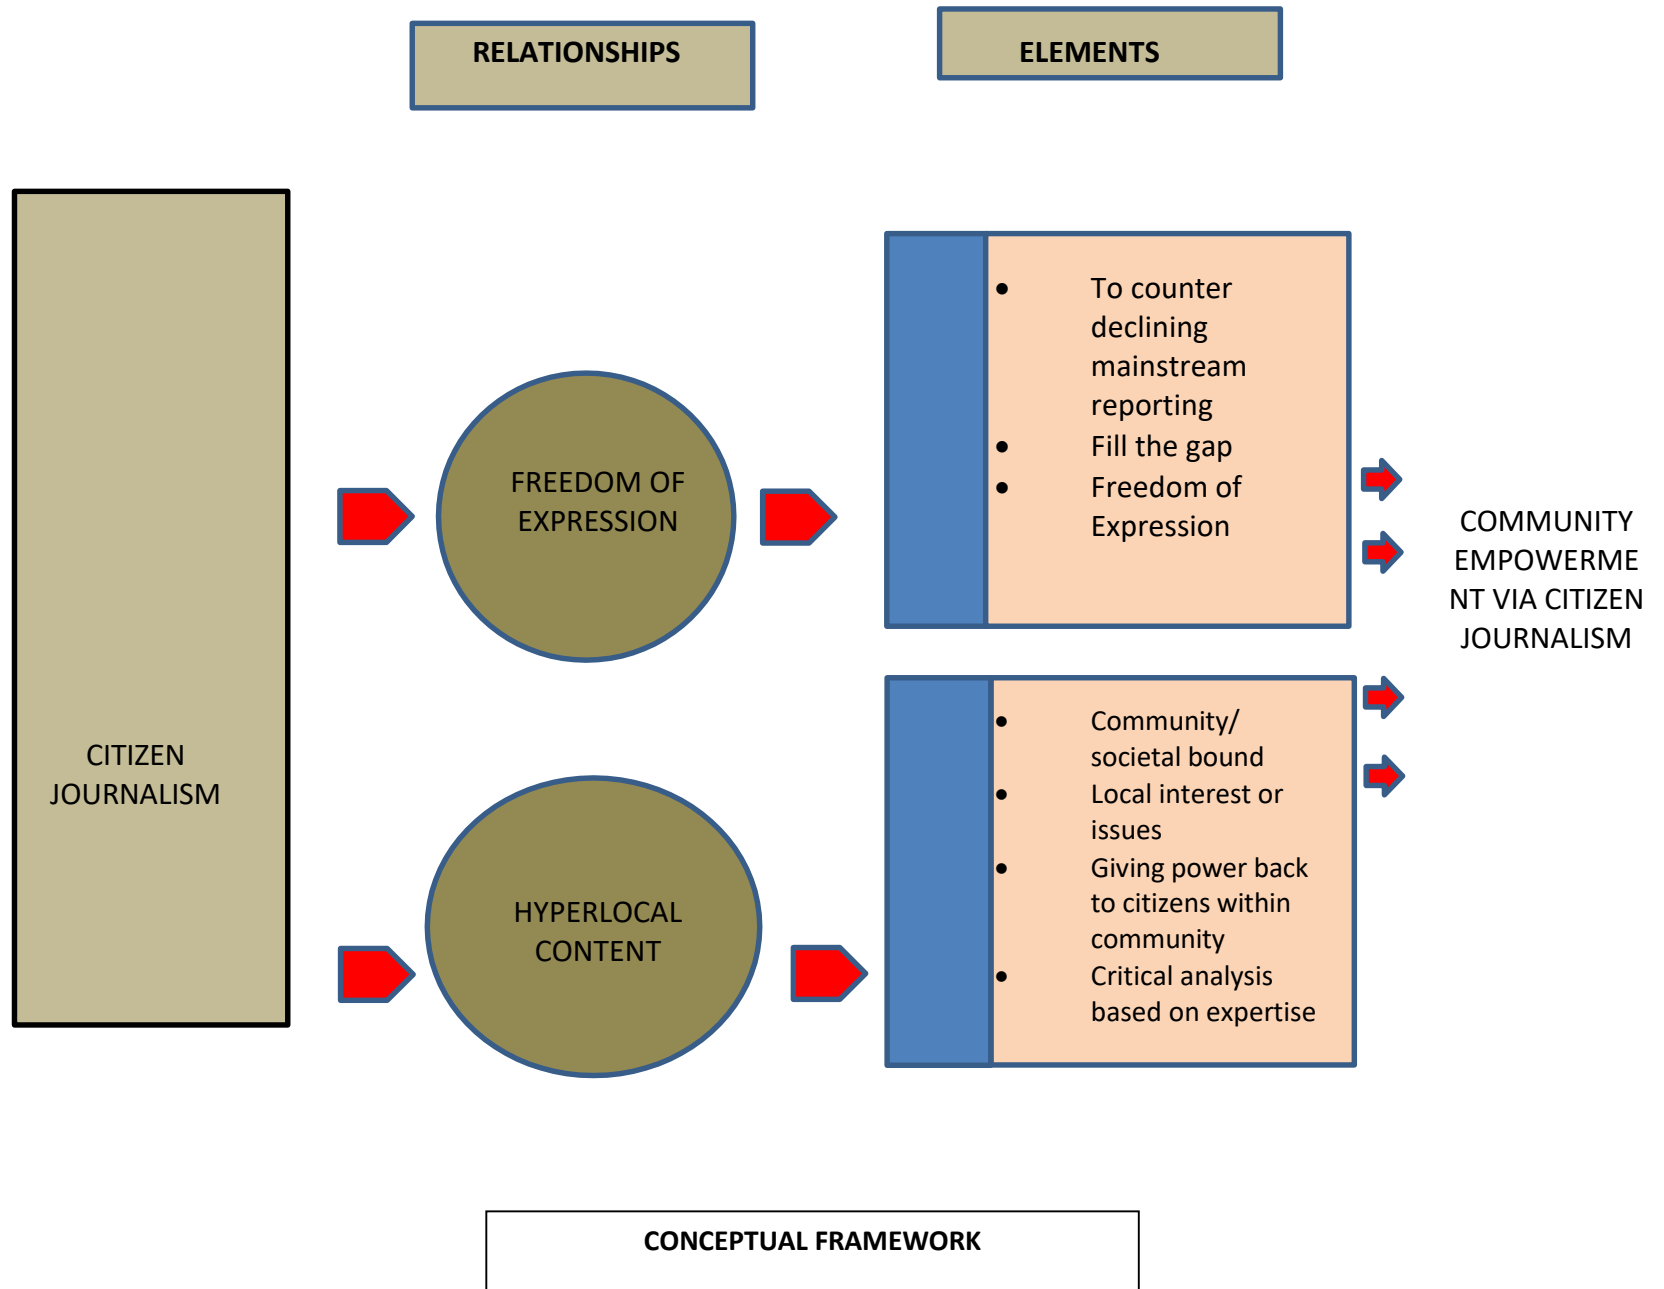 RELATIONSHIPS
ELEMENTS
CITIZEN
JOURNALISM
FREEDOM OF
EXPRESSION
• To counter
declining
mainstream
reporting
• Fill the gap
• Freedom of
Expression
COMMUNITY
EMPOWERME
NT VIA CITIZEN
JOURNALISM
HYPERLOCAL
CONTENT
• Community/
societal bound
• Local interest or
issues
• Giving power back
to citizens within
community
• Critical analysis
based on expertise
CONCEPTUAL FRAMEWORK